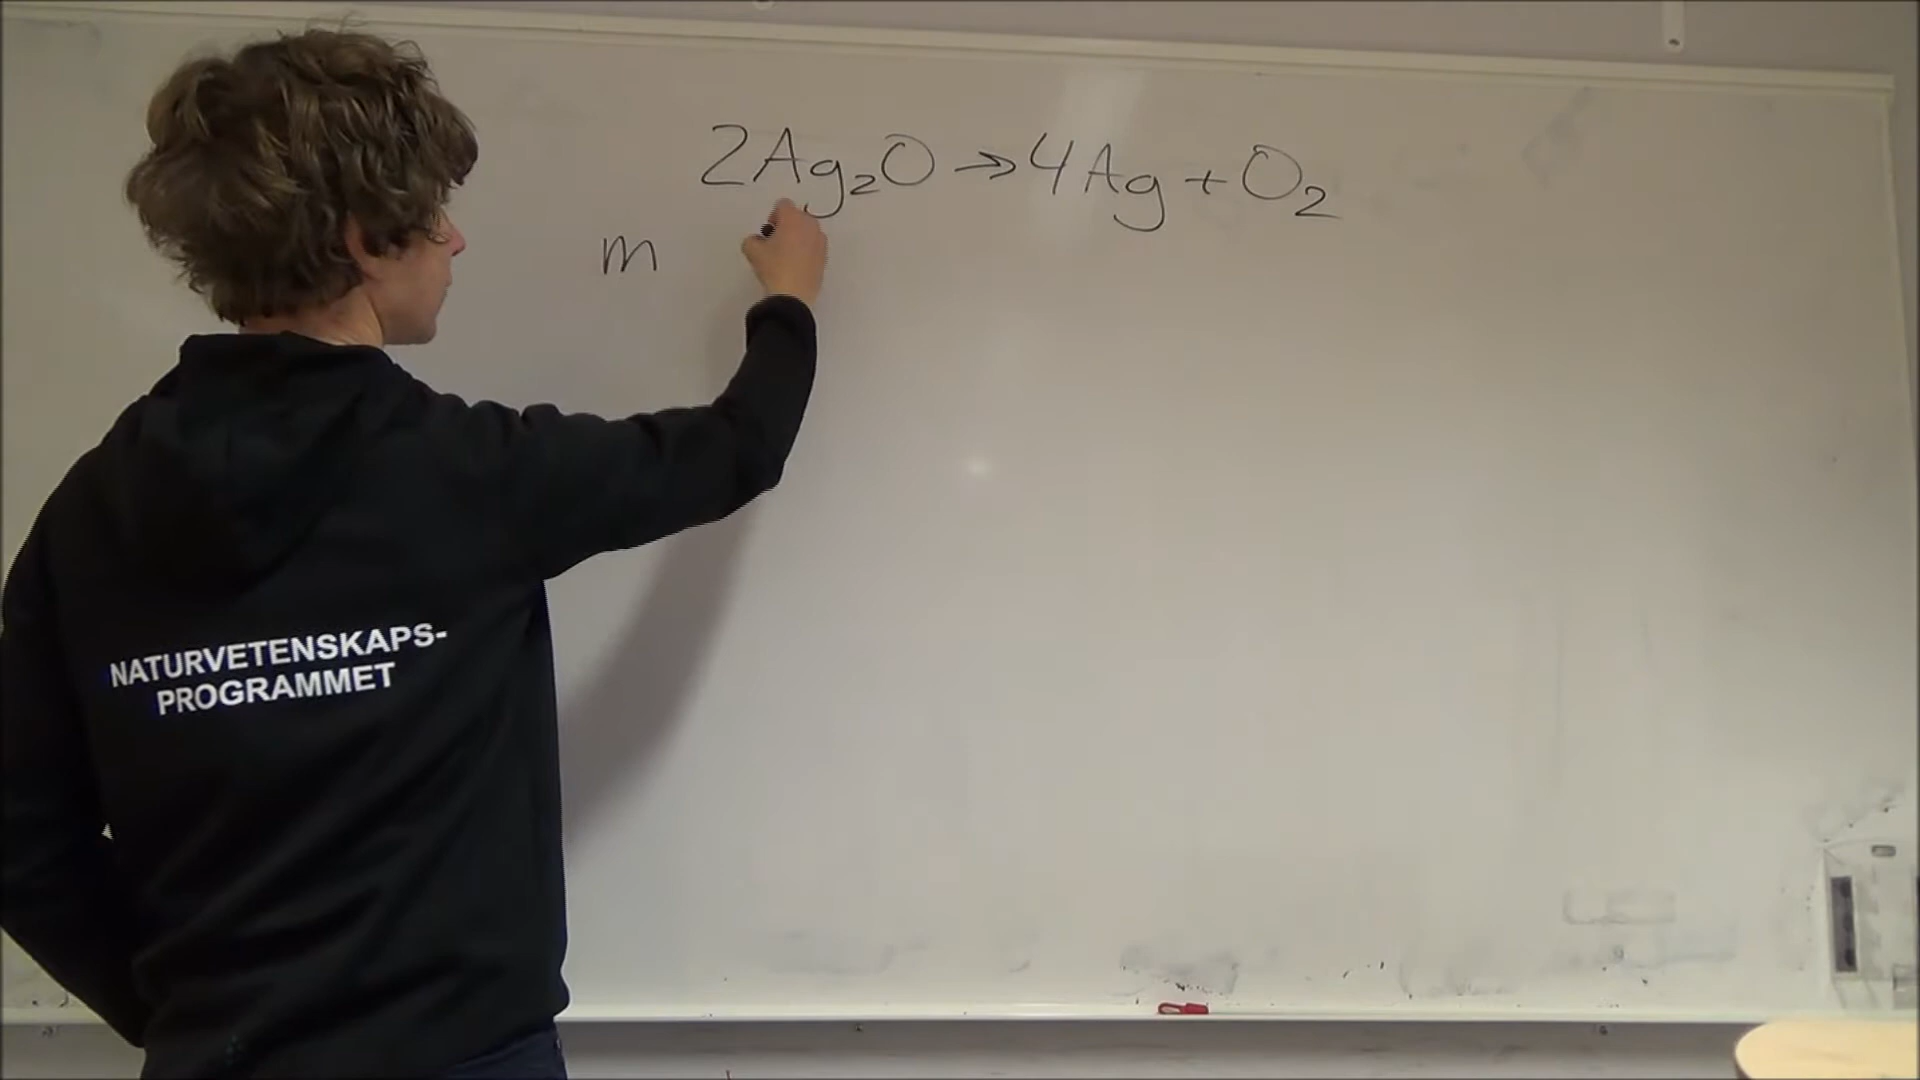 2Ag₂O → 4Ag + O₂
m
NATURVETENSKAPS-
PROGRAMMET